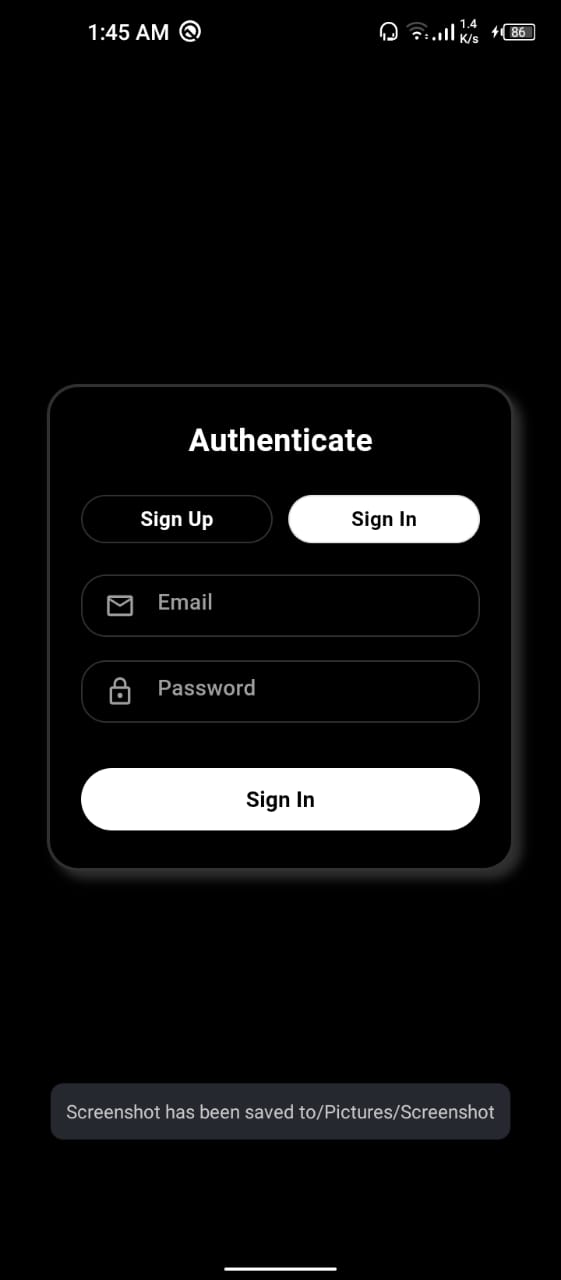 1:45 AM
1.4
K/s
86
Authenticate
Sign Up
Sign In
Email
Password
Sign In
Screenshot has been saved to/Pictures/Screenshot